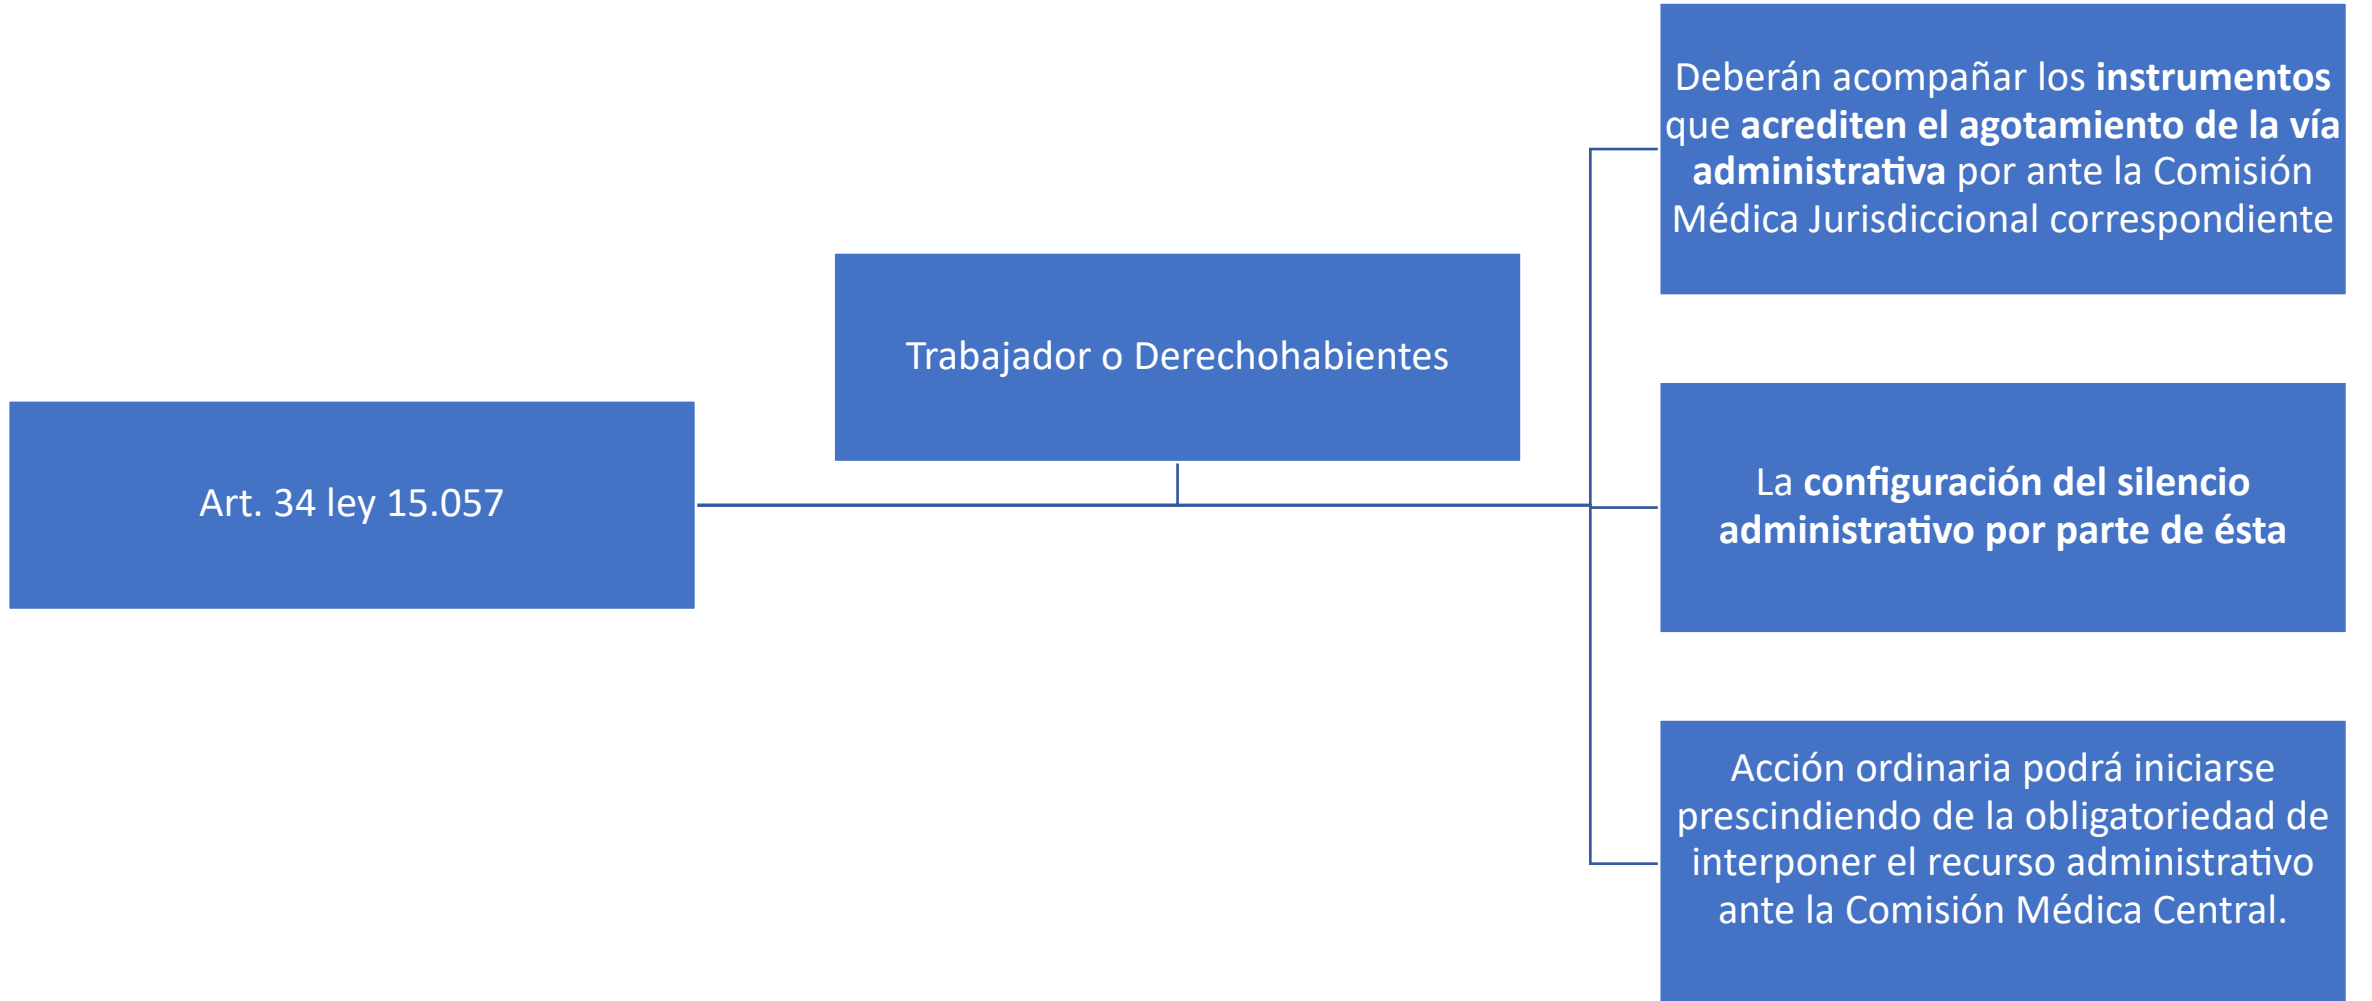 Art. 34 ley 15.057
Trabajador o Derechohabientes
Deberán acompañar los instrumentos
que acrediten el agotamiento de la vía
administrativa por ante la Comisión
Médica Jurisdiccional correspondiente
La configuración del silencio
administrativo por parte de ésta
Acción ordinaria podrá iniciarse
prescindiendo de la obligatoriedad de
interponer el recurso administrativo
ante la Comisión Médica Central.